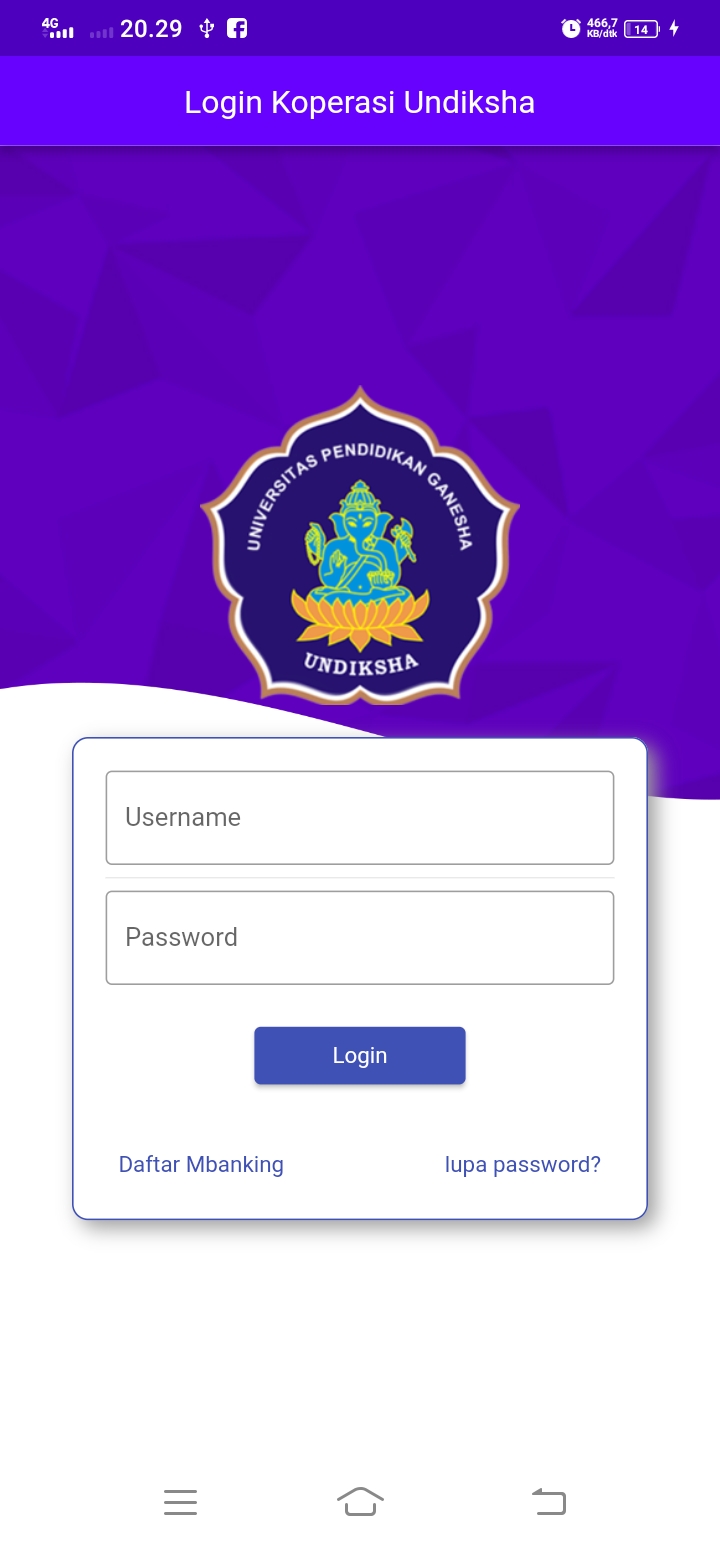 4G 20.29 466,7 KB/dtk 14
Login Koperasi Undiksha
UNIVERSITAS PENDIDIKAN GANESHA
UNDIKSHA
Username
Password
Login
Daftar Mbanking lupa password?